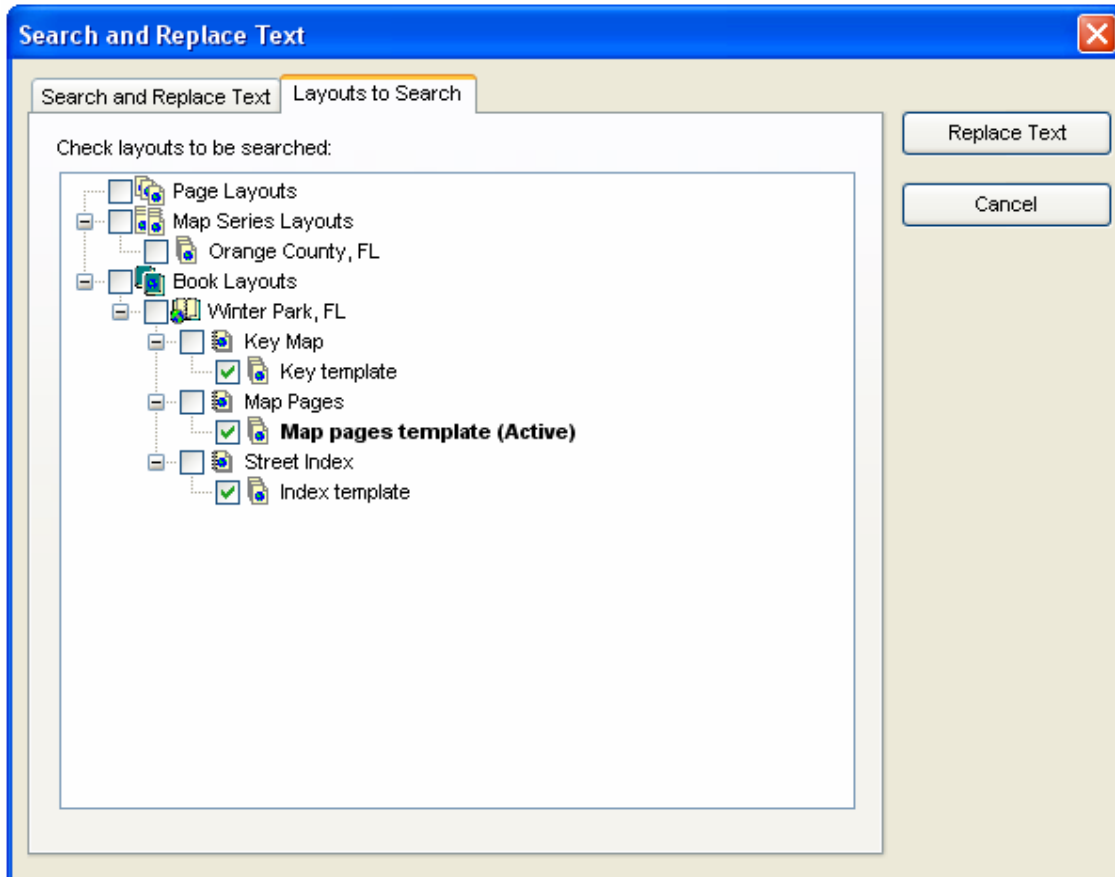 Search and Replace Text
Search and Replace Text
Layouts to Search
Check layouts to be searched:
Page Layouts
Map Series Layouts
Orange County, FL
Book Layouts
Winter Park, FL
Key Map
Key template
Map Pages
Map pages template (Active)
Street Index
Index template
Replace Text
Cancel